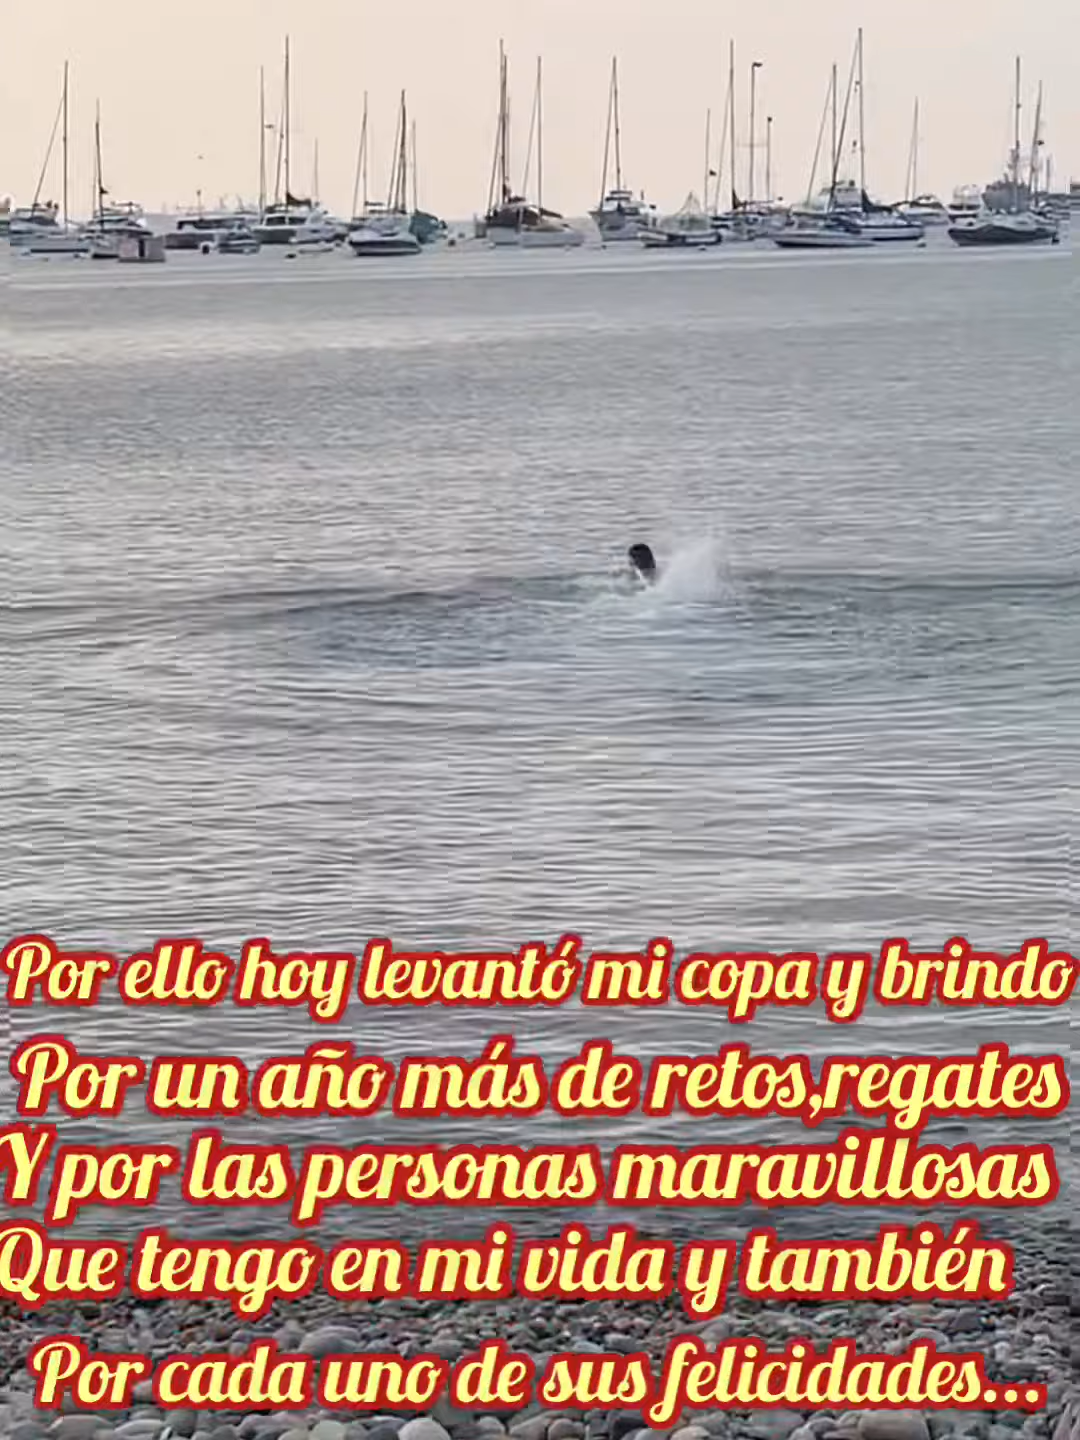 Por ello hoy levantó mi copa y brindo
Por un año más de retos,regates
Y por las personas maravillosas
Que tengo en mi vida y también
Por cada uno de sus felicidades...